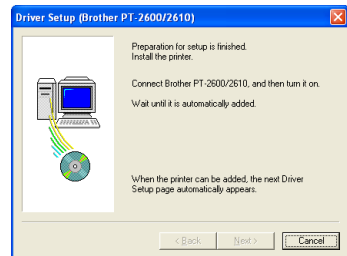 Driver Setup (Brother PT-2600/2610)
Preparation for setup is finished.
Install the printer.
Connect Brother PT-2600/2610, and then turn it on.
Wait until it is automatically added.
When the printer can be added, the next Driver
Setup page automatically appears.
< Back Next > Cancel